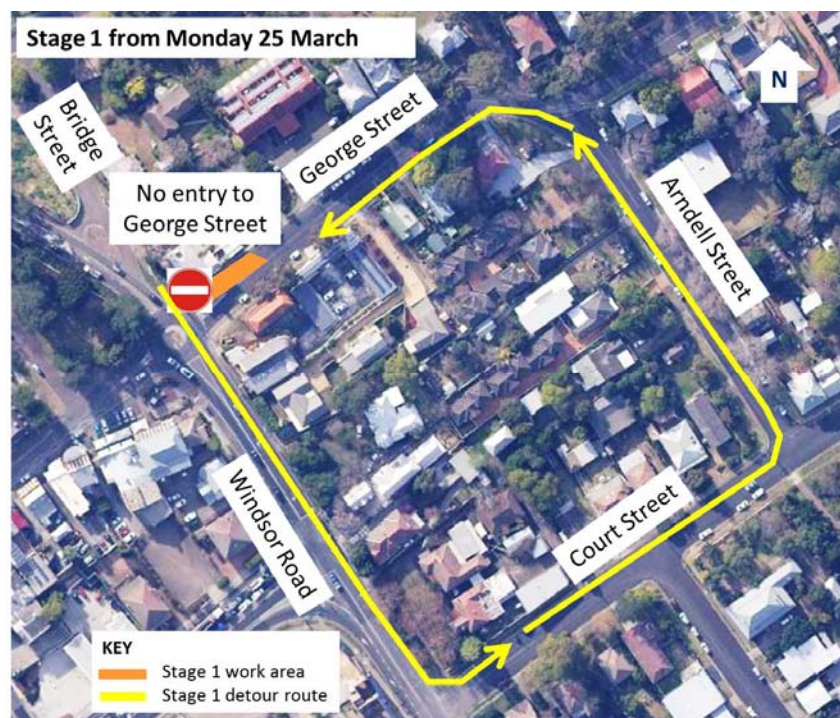 Stage 1 from Monday 25 March
N
Bridge
Street
George Street
No entry to
George Street
Arndell Street
Windsor Road
Court Street
KEY
Stage 1 work area
Stage 1 detour route